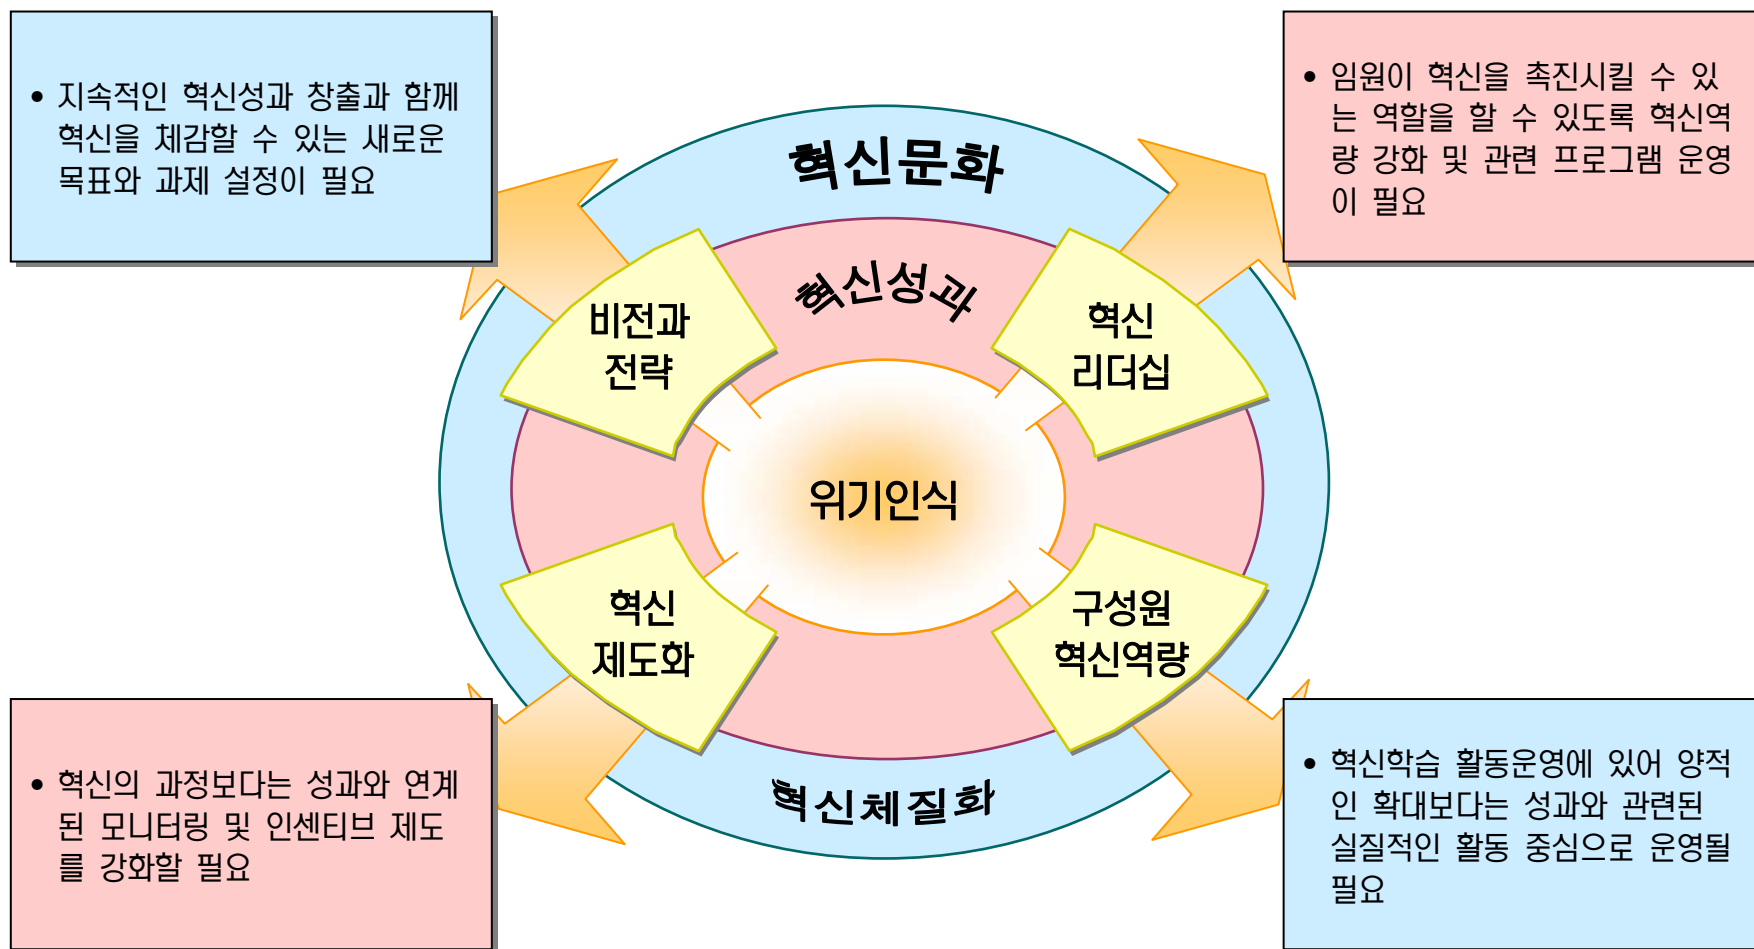 • 지속적인 혁신성과 창출과 함께
혁신을 체감할 수 있는 새로운
목표와 과제 설정이 필요
• 임원이 혁신을 촉진시킬 수 있
는 역할을 할 수 있도록 혁신역
량 강화 및 관련 프로그램 운영
이 필요
혁신문화
혁신성과
비전과
전략
혁신
리더십
위기인식
혁신
제도화
구성원
혁신역량
혁신체질화
• 혁신의 과정보다는 성과와 연계
된 모니터링 및 인센티브 제도
를 강화할 필요
• 혁신학습 활동운영에 있어 양적
인 확대보다는 성과와 관련된
실질적인 활동 중심으로 운영될
필요